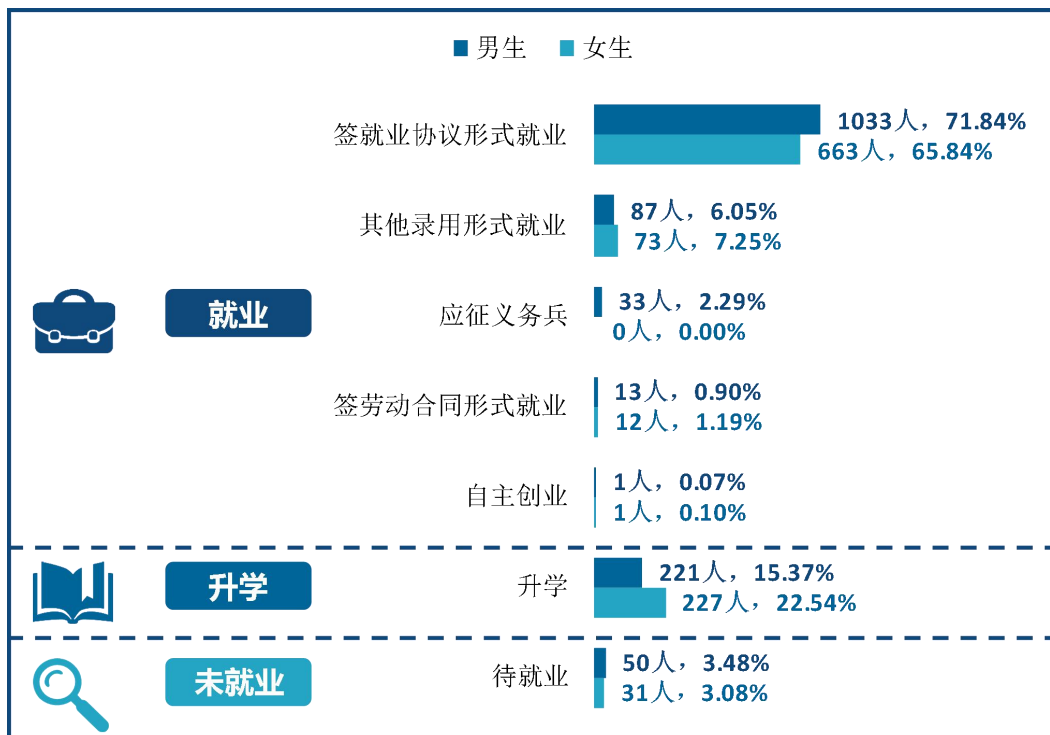 男生 女生
签就业协议形式就业
1033人，71.84%
663人，65.84%
其他录用形式就业
87人，6.05%
73人，7.25%
就业
应征义务兵
33人，2.29%
0人，0.00%
签劳动合同形式就业
13人，0.90%
12人，1.19%
自主创业
1人，0.07%
1人，0.10%
升学
升学
221人，15.37%
227人，22.54%
未就业
待就业
50人，3.48%
31人，3.08%